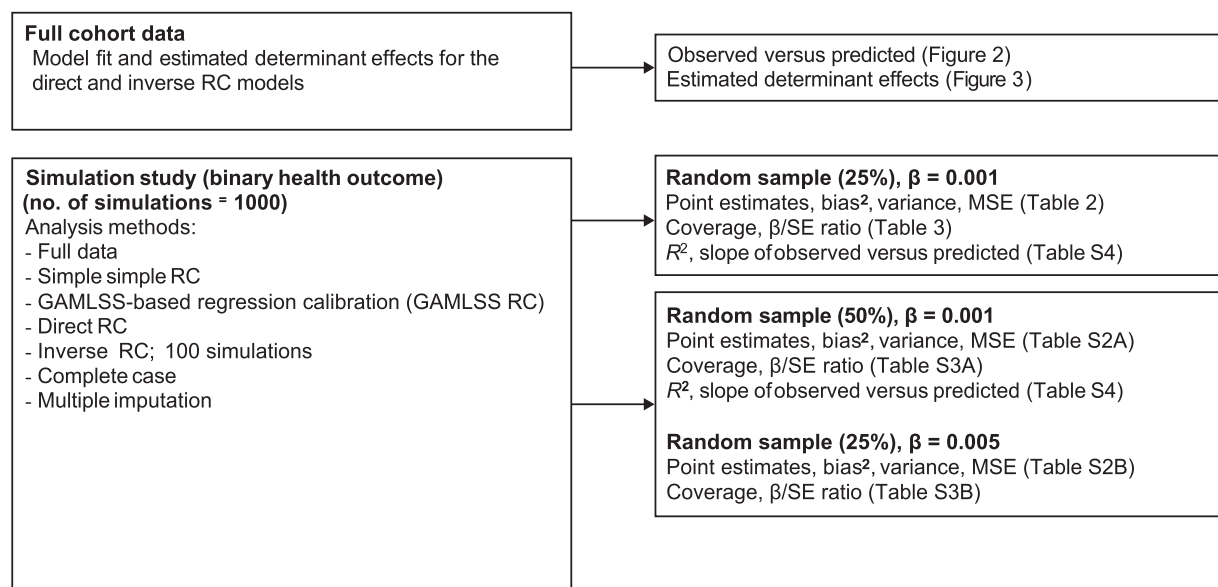 Full cohort data
Model fit and estimated determinant effects for the
direct and inverse RC models
Observed versus predicted (Figure 2)
Estimated determinant effects (Figure 3)
Simulation study (binary health outcome)
(no. of simulations = 1000)
Analysis methods:
- Full data
- Simple simple RC
- GAMLSS-based regression calibration (GAMLSS RC)
- Direct RC
- Inverse RC; 100 simulations
- Complete case
- Multiple imputation
Random sample (25%), β = 0.001
Point estimates, bias², variance, MSE (Table 2)
Coverage, β/SE ratio (Table 3)
R², slope of observed versus predicted (Table S4)
Random sample (50%), β = 0.001
Point estimates, bias², variance, MSE (Table S2A)
Coverage, β/SE ratio (Table S3A)
R², slope of observed versus predicted (Table S4)
Random sample (25%), β = 0.005
Point estimates, bias², variance, MSE (Table S2B)
Coverage, β/SE ratio (Table S3B)